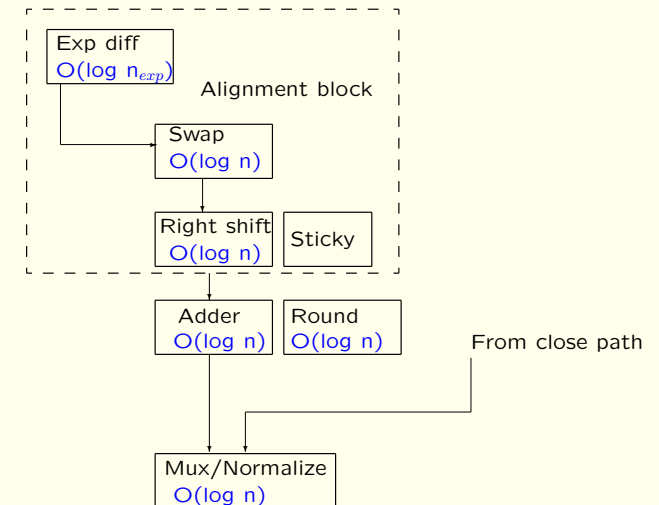 Exp diff
O(log n_exp)
Alignment block
Swap
O(log n)
Right shift
O(log n)
Sticky
Adder
O(log n)
Round
O(log n)
From close path
Mux/Normalize
O(log n)